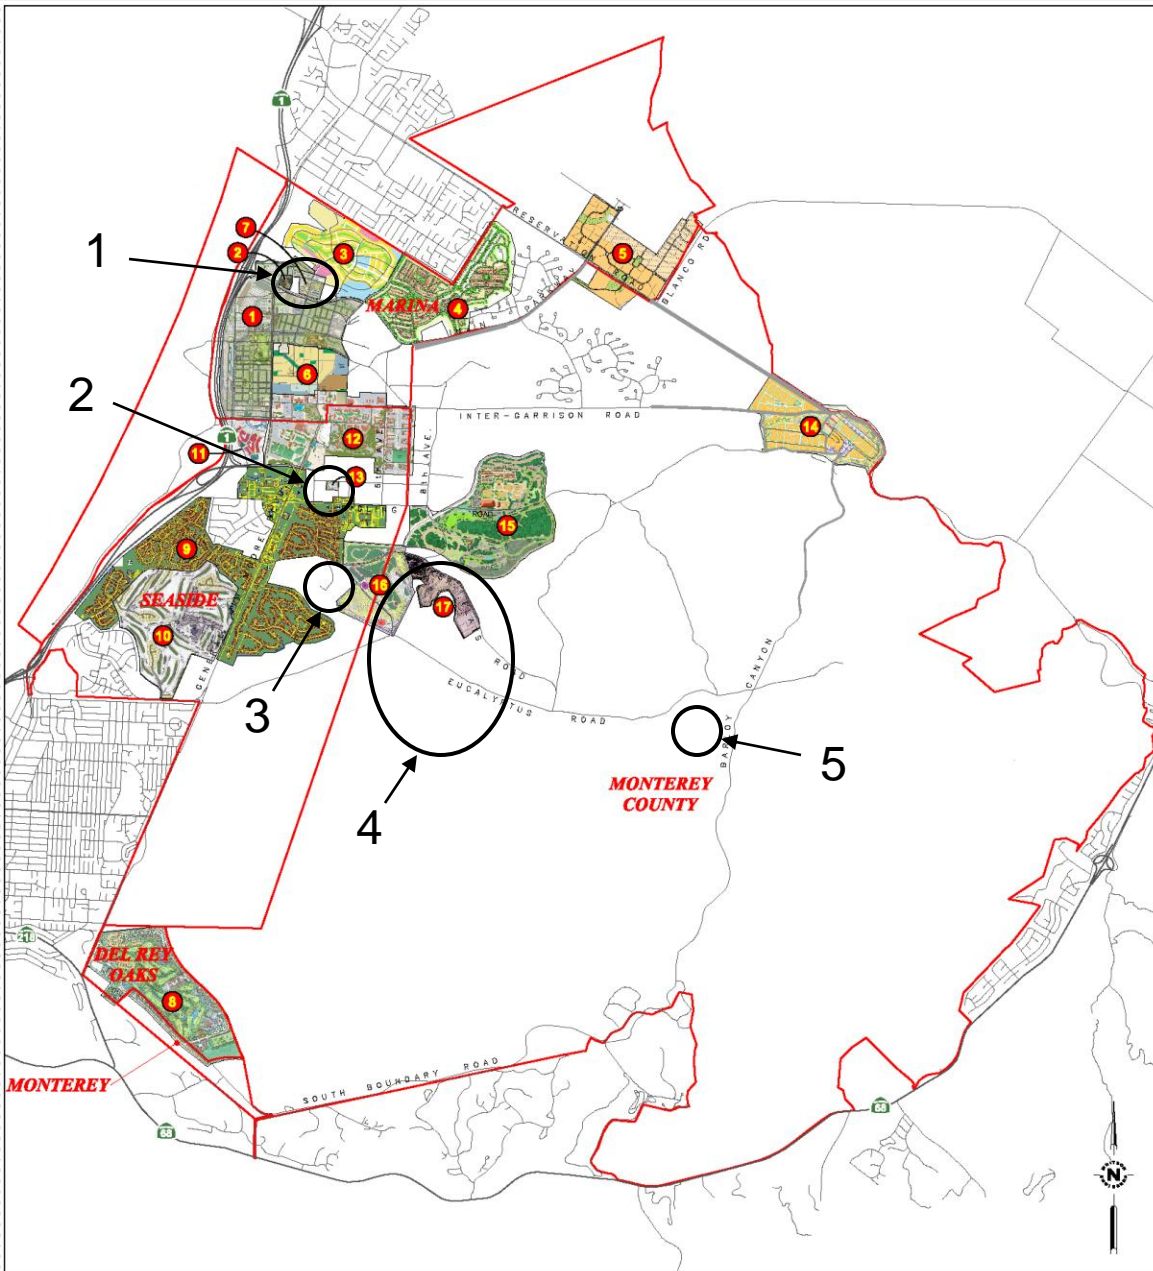 1
7
2
3
5
1
RESERVATION ROAD
BLANCO RD
MARINA
4
1
6
2
INTER-GARRISON ROAD
14
1
12
11
8th AVE.
13
15
9
16
17
SEASIDE
10
ROAD
EUCALYPTUS ROAD
CANYON
3
BARLOY
5
MONTEREY
COUNTY
4
218
DEL REY
OAKS
8
MONTEREY
SOUTH BOUNDARY ROAD
68
68
N